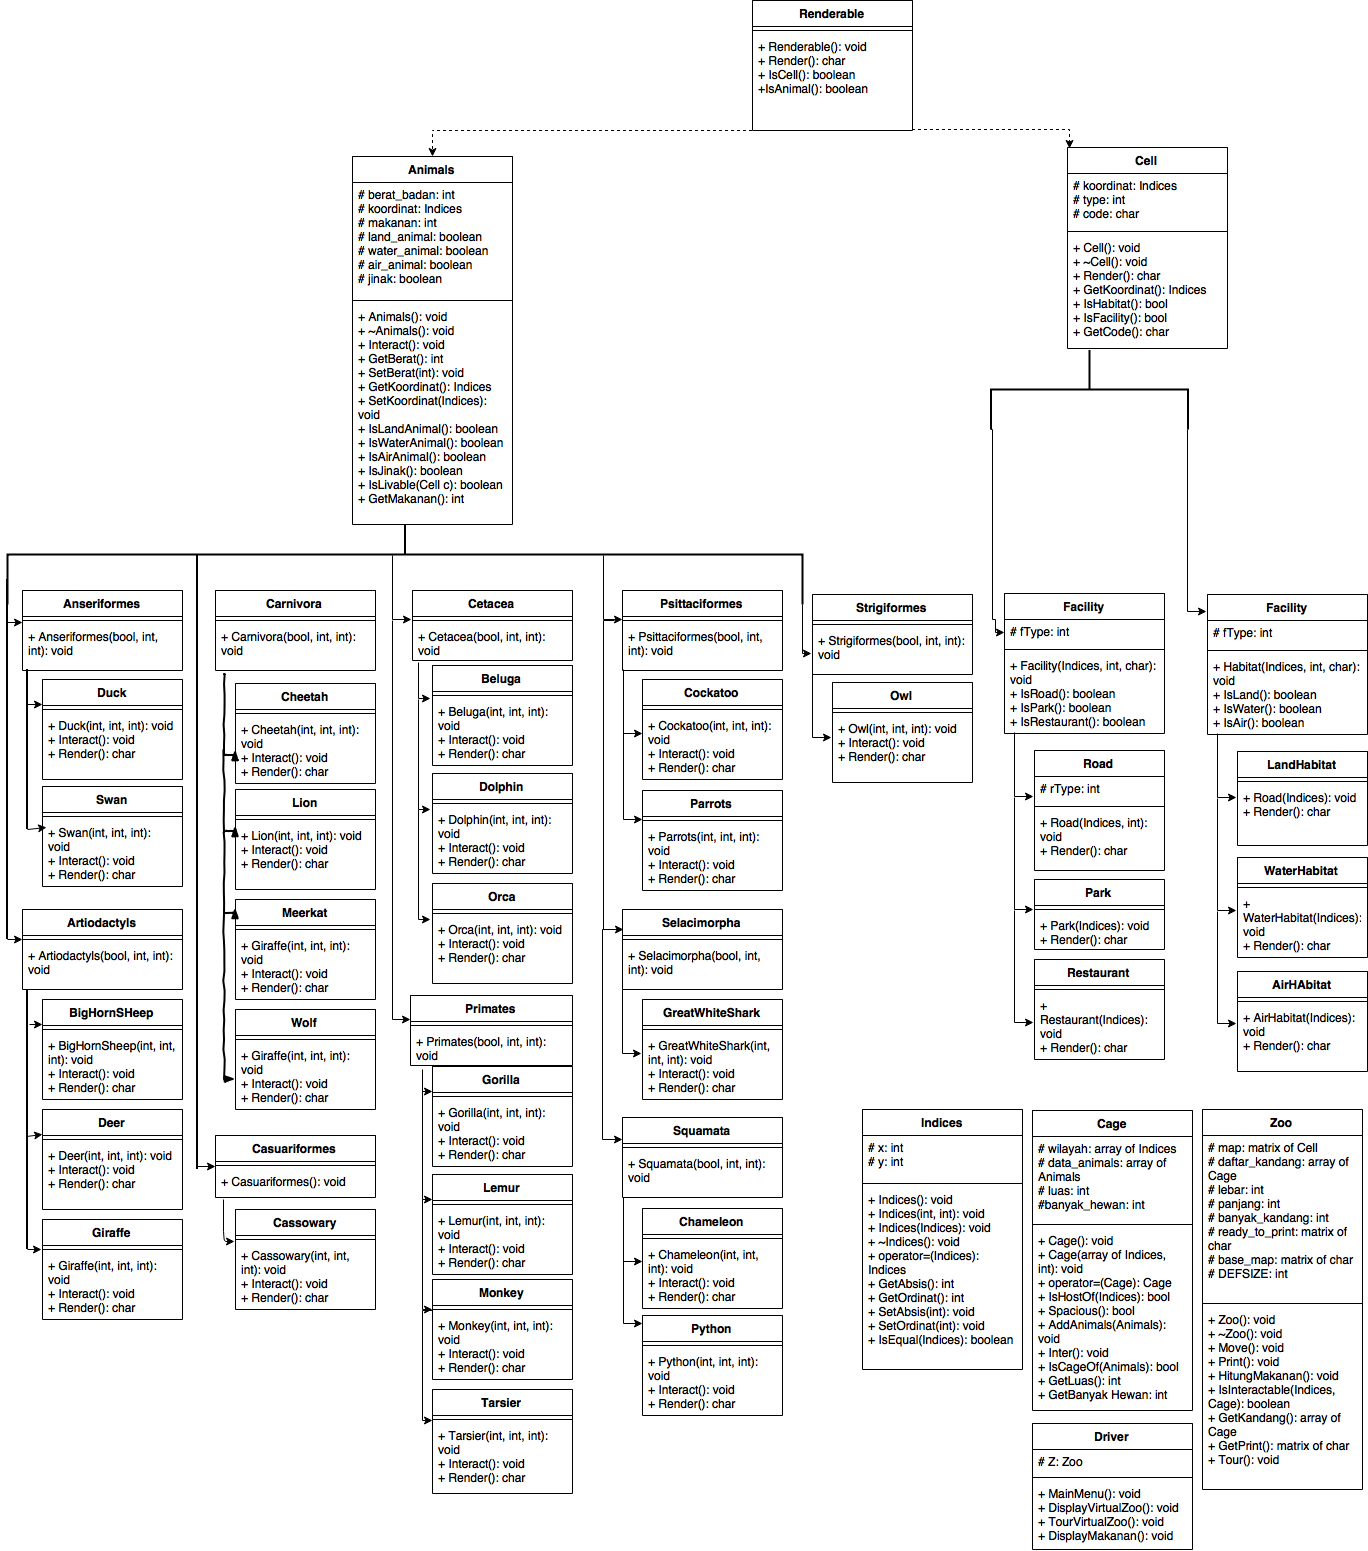 Renderable
+ Renderable(): void
+ Render(): char
+ IsCell(): boolean
+IsAnimal(): boolean
Animals
# berat_badan: int
# koordinat: Indices
# makanan: int
# land_animal: boolean
# water_animal: boolean
# air_animal: boolean
# jinak: boolean
+ Animals(): void
+ ~Animals(): void
+ Interact(): void
+ GetBerat(): int
+ SetBerat(int): void
+ GetKoordinat(): Indices
+ SetKoordinat(Indices):
void
+ IsLandAnimal(): boolean
+ IsWaterAnimal(): boolean
+ IsAirAnimal(): boolean
+ IsJinak(): boolean
+ IsLivable(Cell c): boolean
+ GetMakanan(): int
Cell
# koordinat: Indices
# type: int
# code: char
+ Cell(): void
+ ~Cell(): void
+ Render(): char
+ GetKoordinat(): Indices
+ IsHabitat(): bool
+ IsFacility(): bool
+ GetCode(): char
Anseriformes
+ Anseriformes(bool, int,
int): void
Duck
+ Duck(int, int, int): void
+ Interact(): void
+ Render(): char
Swan
+ Swan(int, int, int):
void
+ Interact(): void
+ Render(): char
Artiodactyls
+ Artiodactyls(bool, int, int):
void
BigHornSHeep
+ BigHornSheep(int, int,
int): void
+ Interact(): void
+ Render(): char
Deer
+ Deer(int, int, int): void
+ Interact(): void
+ Render(): char
Giraffe
+ Giraffe(int, int, int):
void
+ Interact(): void
+ Render(): char
Carnivora
+ Carnivora(bool, int, int):
void
Cheetah
+ Cheetah(int, int, int):
void
+ Interact(): void
+ Render(): char
Lion
+ Lion(int, int, int): void
+ Interact(): void
+ Render(): char
Meerkat
+ Giraffe(int, int, int):
void
+ Interact(): void
+ Render(): char
Wolf
+ Giraffe(int, int, int):
void
+ Interact(): void
+ Render(): char
Casuariformes
+ Casuariformes(): void
Cassowary
+ Cassowary(int, int,
int): void
+ Interact(): void
+ Render(): char
Cetacea
+ Cetacea(bool, int, int):
void
Beluga
+ Beluga(int, int, int):
void
+ Interact(): void
+ Render(): char
Dolphin
+ Dolphin(int, int, int):
void
+ Interact(): void
+ Render(): char
Orca
+ Orca(int, int, int): void
+ Interact(): void
+ Render(): char
Primates
+ Primates(bool, int, int):
void
Gorilla
+ Gorilla(int, int, int):
void
+ Interact(): void
+ Render(): char
Lemur
+ Lemur(int, int, int):
void
+ Interact(): void
+ Render(): char
Monkey
+ Monkey(int, int, int):
void
+ Interact(): void
+ Render(): char
Tarsier
+ Tarsier(int, int, int):
void
+ Interact(): void
+ Render(): char
Psittaciformes
+ Psittaciformes(bool, int,
int): void
Cockatoo
+ Cockatoo(int, int, int):
void
+ Interact(): void
+ Render(): char
Parrots
+ Parrots(int, int, int):
void
+ Interact(): void
+ Render(): char
Selacimorpha
+ Selacimorpha(bool, int,
int): void
GreatWhiteShark
+ GreatWhiteShark(int,
int, int): void
+ Interact(): void
+ Render(): char
Squamata
+ Squamata(bool, int, int):
void
Chameleon
+ Chameleon(int, int,
int): void
+ Interact(): void
+ Render(): char
Python
+ Python(int, int, int):
void
+ Interact(): void
+ Render(): char
Strigiformes
+ Strigiformes(bool, int, int):
void
Owl
+ Owl(int, int, int): void
+ Interact(): void
+ Render(): char
Facility
# fType: int
+ Facility(Indices, int, char):
void
+ IsRoad(): boolean
+ IsPark(): boolean
+ IsRestaurant(): boolean
Road
# rType: int
+ Road(Indices, int):
void
+ Render(): char
Park
+ Park(Indices): void
+ Render(): char
Restaurant
+
Restaurant(Indices):
void
+ Render(): char
Facility
# fType: int
+ Habitat(Indices, int, char):
void
+ IsLand(): boolean
+ IsWater(): boolean
+ IsAir(): boolean
LandHabitat
+ Road(Indices): void
+ Render(): char
WaterHabitat
+
WaterHabitat(Indices):
void
+ Render(): char
AirHAbitat
+ AirHabitat(Indices):
void
+ Render(): char
Indices
# x: int
# y: int
+ Indices(): void
+ Indices(int, int): void
+ Indices(Indices): void
+ ~Indices(): void
+ operator=(Indices):
Indices
+ GetAbsis(): int
+ GetOrdinat(): int
+ SetAbsis(int): void
+ SetOrdinat(int): void
+ IsEqual(Indices): boolean
Cage
# wilayah: array of Indices
# data_animals: array of
Animals
# luas: int
#banyak_hewan: int
+ Cage(): void
+ Cage(array of Indices,
int): void
+ operator=(Cage): Cage
+ IsHostOf(Indices): bool
+ Spacious(): bool
+ AddAnimals(Animals):
void
+ Inter(): void
+ IsCageOf(Animals): bool
+ GetLuas(): int
+ GetBanyak Hewan: int
Driver
# Z: Zoo
+ MainMenu(): void
+ DisplayVirtualZoo(): void
+ TourVirtualZoo(): void
+ DisplayMakanan(): void
Zoo
# map: matrix of Cell
# daftar_kandang: array of
Cage
# lebar: int
# panjang: int
# banyak_kandang: int
# ready_to_print: matrix of
char
# base_map: matrix of char
# DEFSIZE: int
+ Zoo(): void
+ ~Zoo(): void
+ Move(): void
+ Print(): void
+ HitungMakanan(): void
+ IsInteractable(Indices,
Cage): boolean
+ GetKandang(): array of
Cage
+ GetPrint(): matrix of char
+ Tour(): void